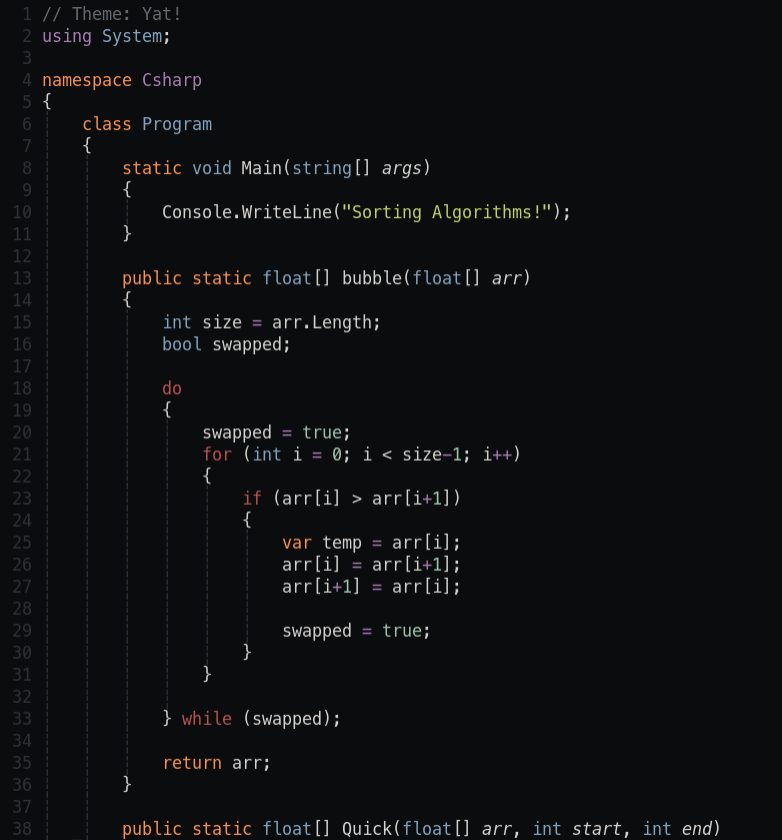 1 // Theme: Yat!
2 using System;
3
4 namespace Csharp
5 {
6     class Program
7     {
8         static void Main(string[] args)
9         {
10             Console.WriteLine("Sorting Algorithms!");
11         }
12
13         public static float[] bubble(float[] arr)
14         {
15             int size = arr.Length;
16             bool swapped;
17
18             do
19             {
20                 swapped = true;
21                 for (int i = 0; i < size-1; i++)
22                 {
23                     if (arr[i] > arr[i+1])
24                     {
25                         var temp = arr[i];
26                         arr[i] = arr[i+1];
27                         arr[i+1] = arr[i];
28
29                         swapped = true;
30                     }
31                 }
32
33             } while (swapped);
34
35             return arr;
36         }
37
38         public static float[] Quick(float[] arr, int start, int end)